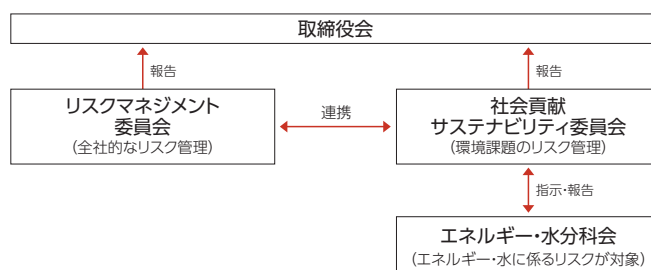 取締役会
報告
報告
リスクマネジメント
委員会
(全社的なリスク管理)
連携
社会貢献
サステナビリティ委員会
(環境課題のリスク管理)
指示・報告
エネルギー・水分科会
(エネルギー・水に係るリスクが対象)